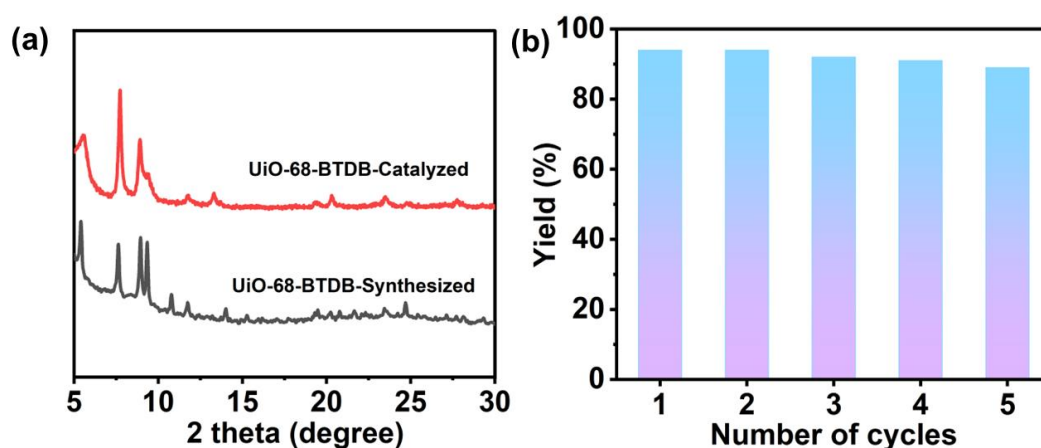 (a)
UiO-68-BTDB-Catalyzed
UiO-68-BTDB-Synthesized
5 10 15 20 25 30
2 theta (degree)
(b)
100
80
60
40
20
0
Yield (%)
1 2 3 4 5
Number of cycles